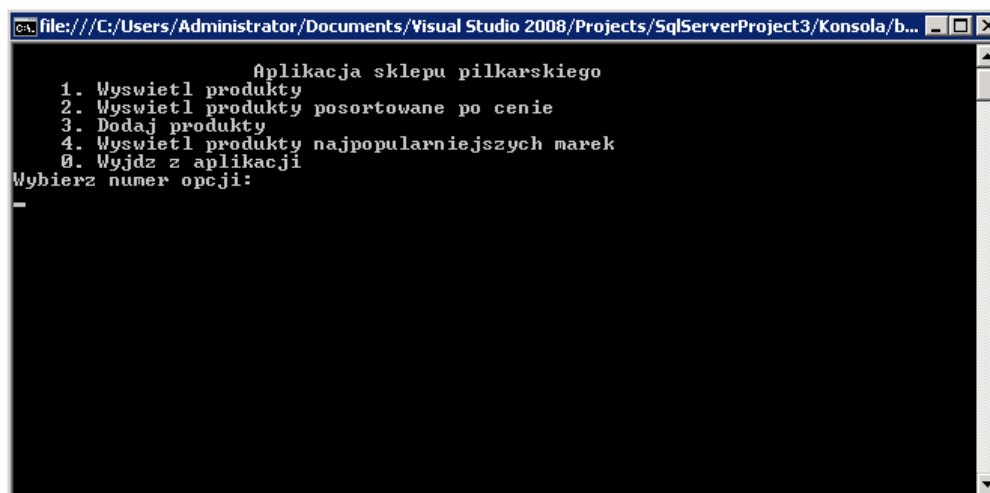 file:///C:/Users/Administrator/Documents/Visual Studio 2008/Projects/SqlServerProject3/Konsola/b...
Aplikacja sklepu pilkarskiego
1. Wyswietl produkty
2. Wyswietl produkty posortowane po cenie
3. Dodaj produkty
4. Wyswietl produkty najpopularniejszych marek
0. Wyjdz z aplikacji
Wybierz numer opcji: